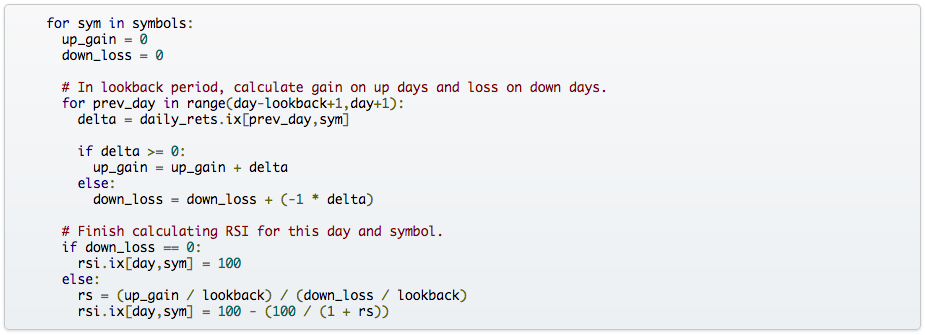 for sym in symbols:
  up_gain = 0
  down_loss = 0

  # In lookback period, calculate gain on up days and loss on down days.
  for prev_day in range(day-lookback+1,day+1):
    delta = daily_rets.ix[prev_day,sym]

    if delta >= 0:
      up_gain = up_gain + delta
    else:
      down_loss = down_loss + (-1 * delta)

  # Finish calculating RSI for this day and symbol.
  if down_loss == 0:
    rsi.ix[day,sym] = 100
  else:
    rs = (up_gain / lookback) / (down_loss / lookback)
    rsi.ix[day,sym] = 100 - (100 / (1 + rs))